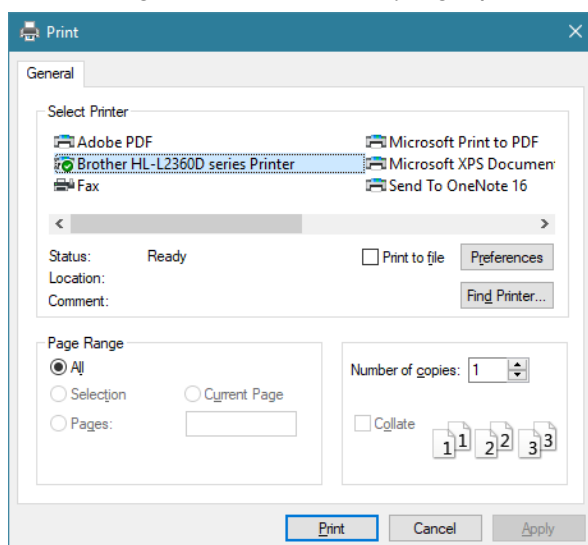 Print
General
Select Printer
Adobe PDF
Microsoft Print to PDF
Brother HL-L2360D series Printer
Microsoft XPS Documen
Fax
Send To OneNote 16
Status: Ready
Print to file
Preferences
Location:
Comment:
Find Printer...
Page Range
All
Selection
Current Page
Pages:
Number of copies: 1
Collate
1 1 2 2 3 3
Print
Cancel
Apply